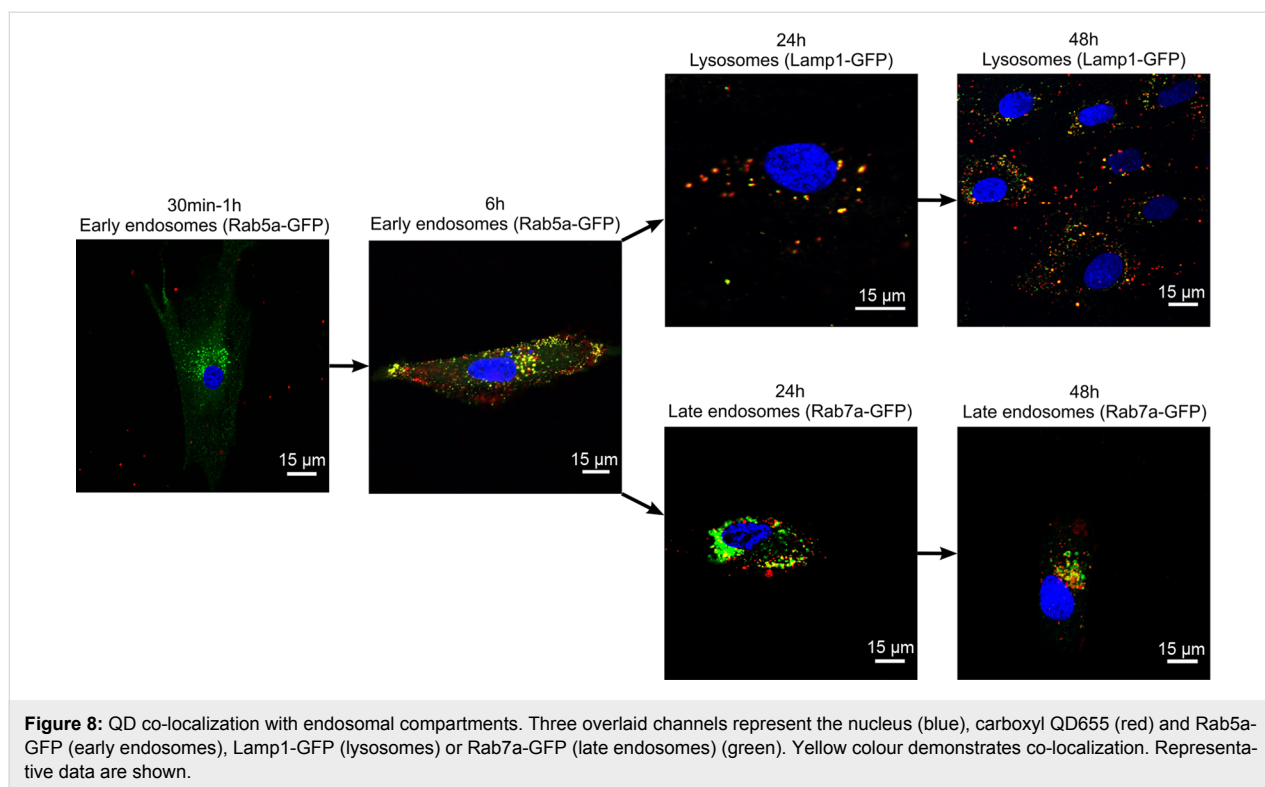 24h
Lysosomes (Lamp1-GFP)
48h
Lysosomes (Lamp1-GFP)
15 µm
15 µm
30min-1h
Early endosomes (Rab5a-GFP)
6h
Early endosomes (Rab5a-GFP)
15 µm
15 µm
24h
Late endosomes (Rab7a-GFP)
48h
Late endosomes (Rab7a-GFP)
15 µm
15 µm
Figure 8: QD co-localization with endosomal compartments. Three overlaid channels represent the nucleus (blue), carboxyl QD655 (red) and Rab5a-
GFP (early endosomes), Lamp1-GFP (lysosomes) or Rab7a-GFP (late endosomes) (green). Yellow colour demonstrates co-localization. Representa-
tive data are shown.